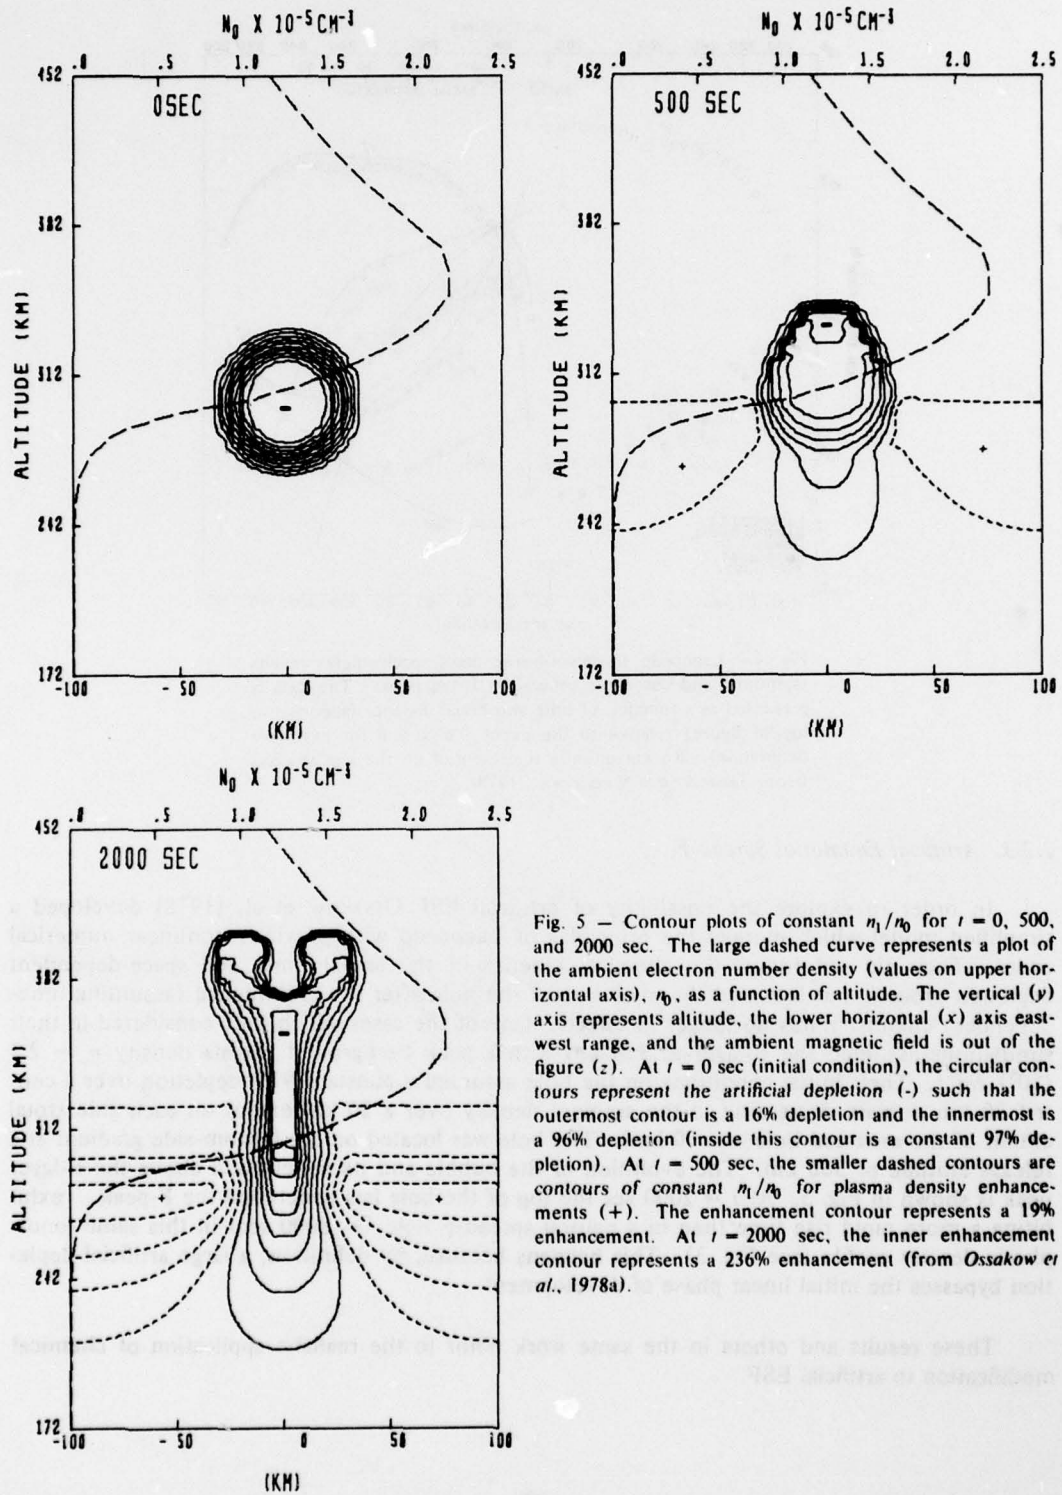 N₀ X 10⁻⁵CM⁻³
.0 .5 1.0 1.5 2.0 2.5
452
0SEC
382
312
242
172
ALTITUDE (KM)
-100 -50 0 50 100
(KM)
N₀ X 10⁻⁵CM⁻³
.0 .5 1.0 1.5 2.0 2.5
452
500 SEC
382
312
242
172
ALTITUDE (KM)
-100 -50 0 50 100
(KM)
N₀ X 10⁻⁵CM⁻³
.0 .5 1.0 1.5 2.0 2.5
452
2000 SEC
382
312
242
172
ALTITUDE (KM)
-100 -50 0 50 100
(KM)
Fig. 5 — Contour plots of constant n₁/n₀ for t = 0, 500,
and 2000 sec. The large dashed curve represents a plot of
the ambient electron number density (values on upper hor-
izontal axis), n₀, as a function of altitude. The vertical (y)
axis represents altitude, the lower horizontal (x) axis east-
west range, and the ambient magnetic field is out of the
figure (z). At t = 0 sec (initial condition), the circular con-
tours represent the artificial depletion (-) such that the
outermost contour is a 16% depletion and the innermost is
a 96% depletion (inside this contour is a constant 97% de-
pletion). At t = 500 sec, the smaller dashed contours are
contours of constant n₁/n₀ for plasma density enhance-
ments (+). The enhancement contour represents a 19%
enhancement. At t = 2000 sec, the inner enhancement
contour represents a 236% enhancement (from Ossakow et
al., 1978a).